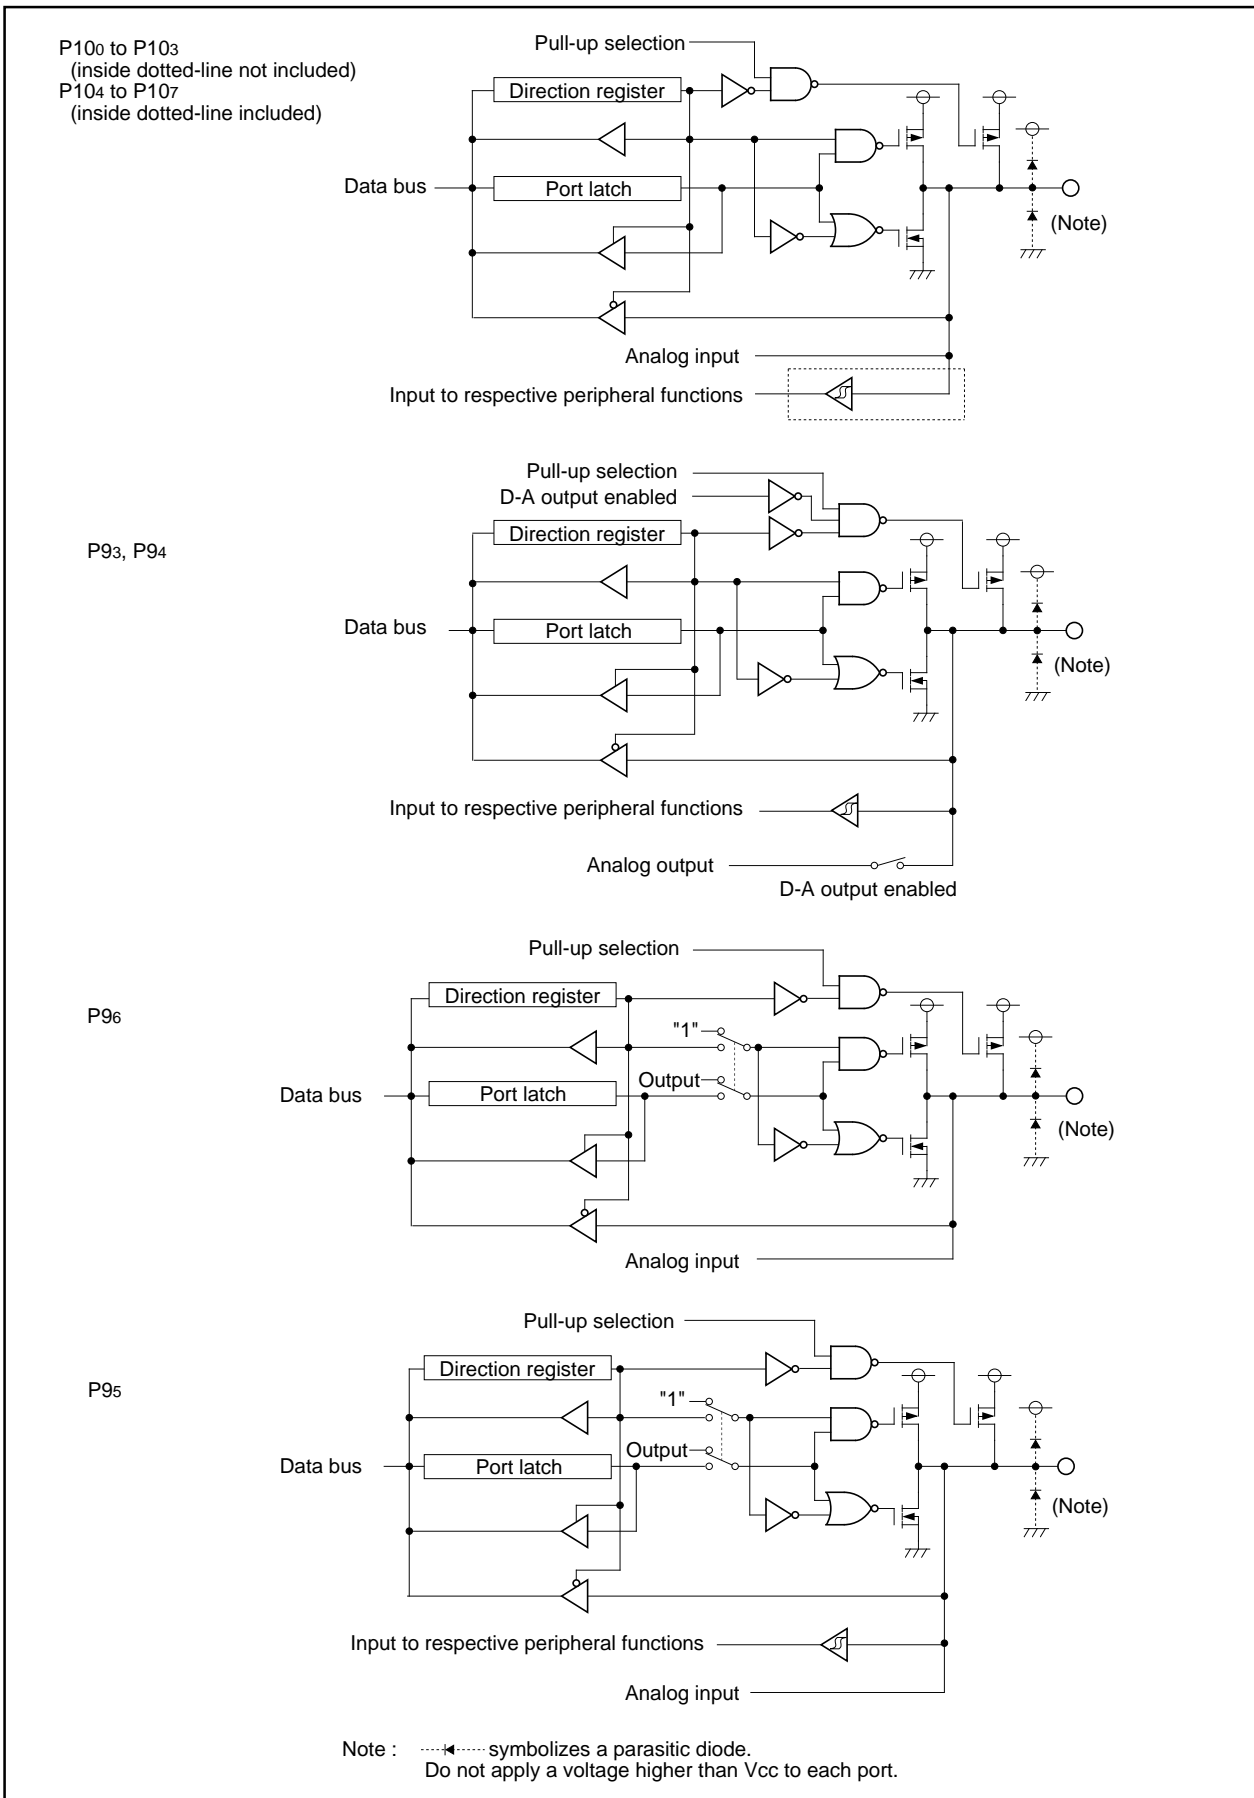 P100 to P103
(inside dotted-line not included)
P104 to P107
(inside dotted-line included)
Pull-up selection
Direction register
Data bus
Port latch
(Note)
Analog input
Input to respective peripheral functions
P93, P94
Pull-up selection
D-A output enabled
Direction register
Data bus
Port latch
(Note)
Input to respective peripheral functions
Analog output
D-A output enabled
P96
Pull-up selection
Direction register
"1"
Output
Data bus
Port latch
(Note)
Analog input
P95
Pull-up selection
Direction register
"1"
Output
Data bus
Port latch
(Note)
Input to respective peripheral functions
Analog input
Note : symbolizes a parasitic diode.
Do not apply a voltage higher than Vcc to each port.